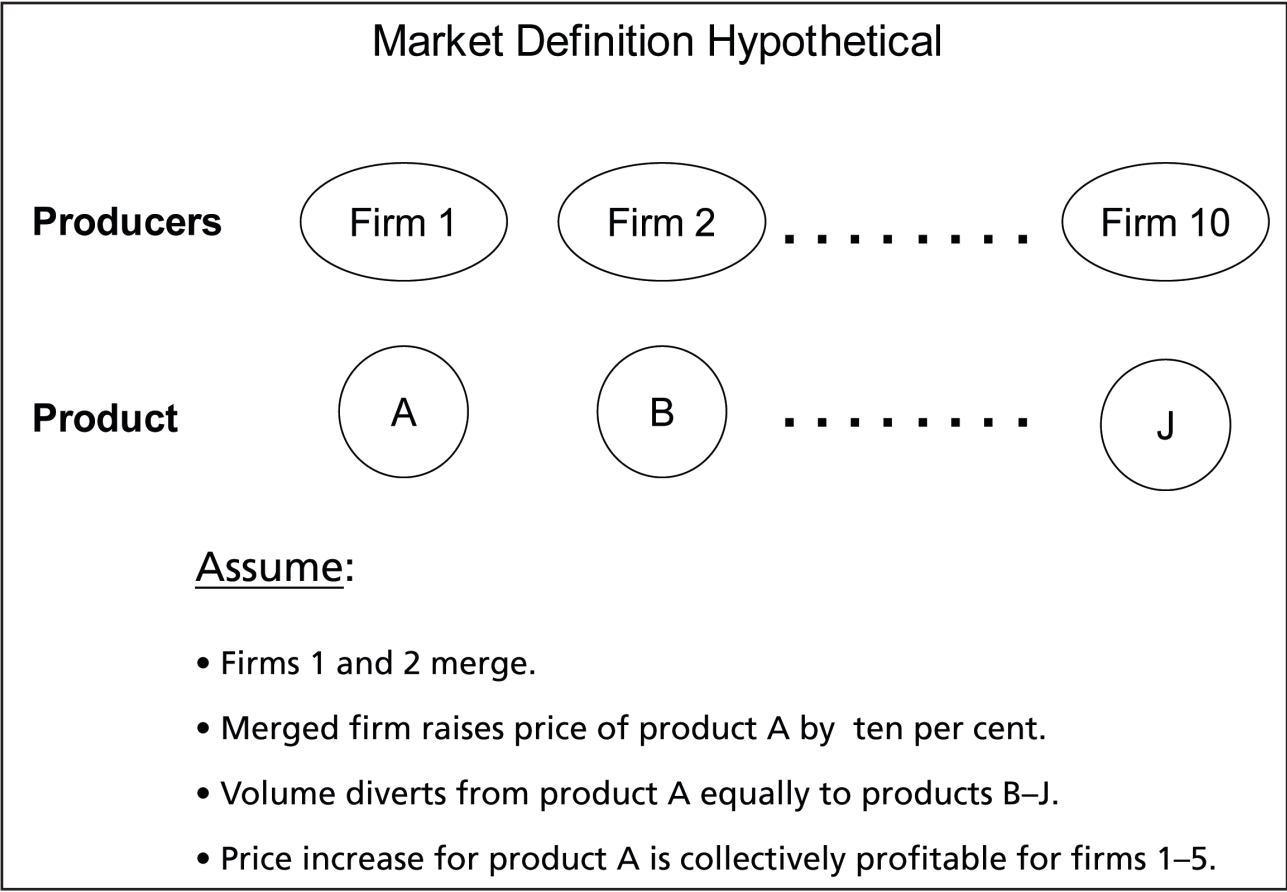 Market Definition Hypothetical
Producers Firm 1 Firm 2 ........ Firm 10
Product A B ........ J
Assume:
• Firms 1 and 2 merge.
• Merged firm raises price of product A by ten per cent.
• Volume diverts from product A equally to products B–J.
• Price increase for product A is collectively profitable for firms 1–5.